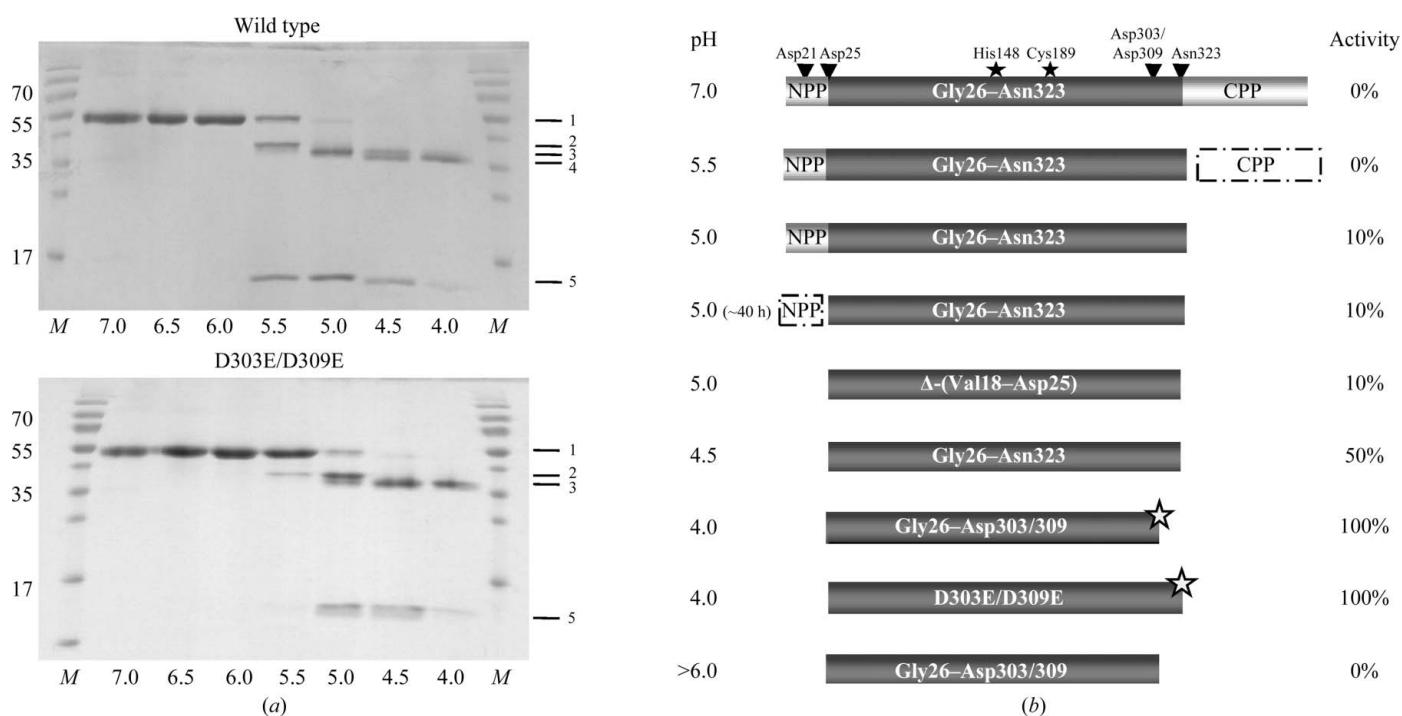 Wild type
70
55
35
17
1
2
3
4
5
M 7.0 6.5 6.0 5.5 5.0 4.5 4.0 M
D303E/D309E
70
55
35
17
1
2
3
5
M 7.0 6.5 6.0 5.5 5.0 4.5 4.0 M
(a)
pH Activity
Asp21 Asp25 His148 Cys189 Asp303/
Asp309 Asn323
7.0 NPP Gly26–Asn323 CPP 0%
5.5 NPP Gly26–Asn323 CPP 0%
5.0 NPP Gly26–Asn323 10%
5.0 (~40 h) NPP Gly26–Asn323 10%
5.0 Δ-(Val18–Asp25) 10%
4.5 Gly26–Asn323 50%
4.0 Gly26–Asp303/309 100%
4.0 D303E/D309E 100%
>6.0 Gly26–Asp303/309 0%
(b)